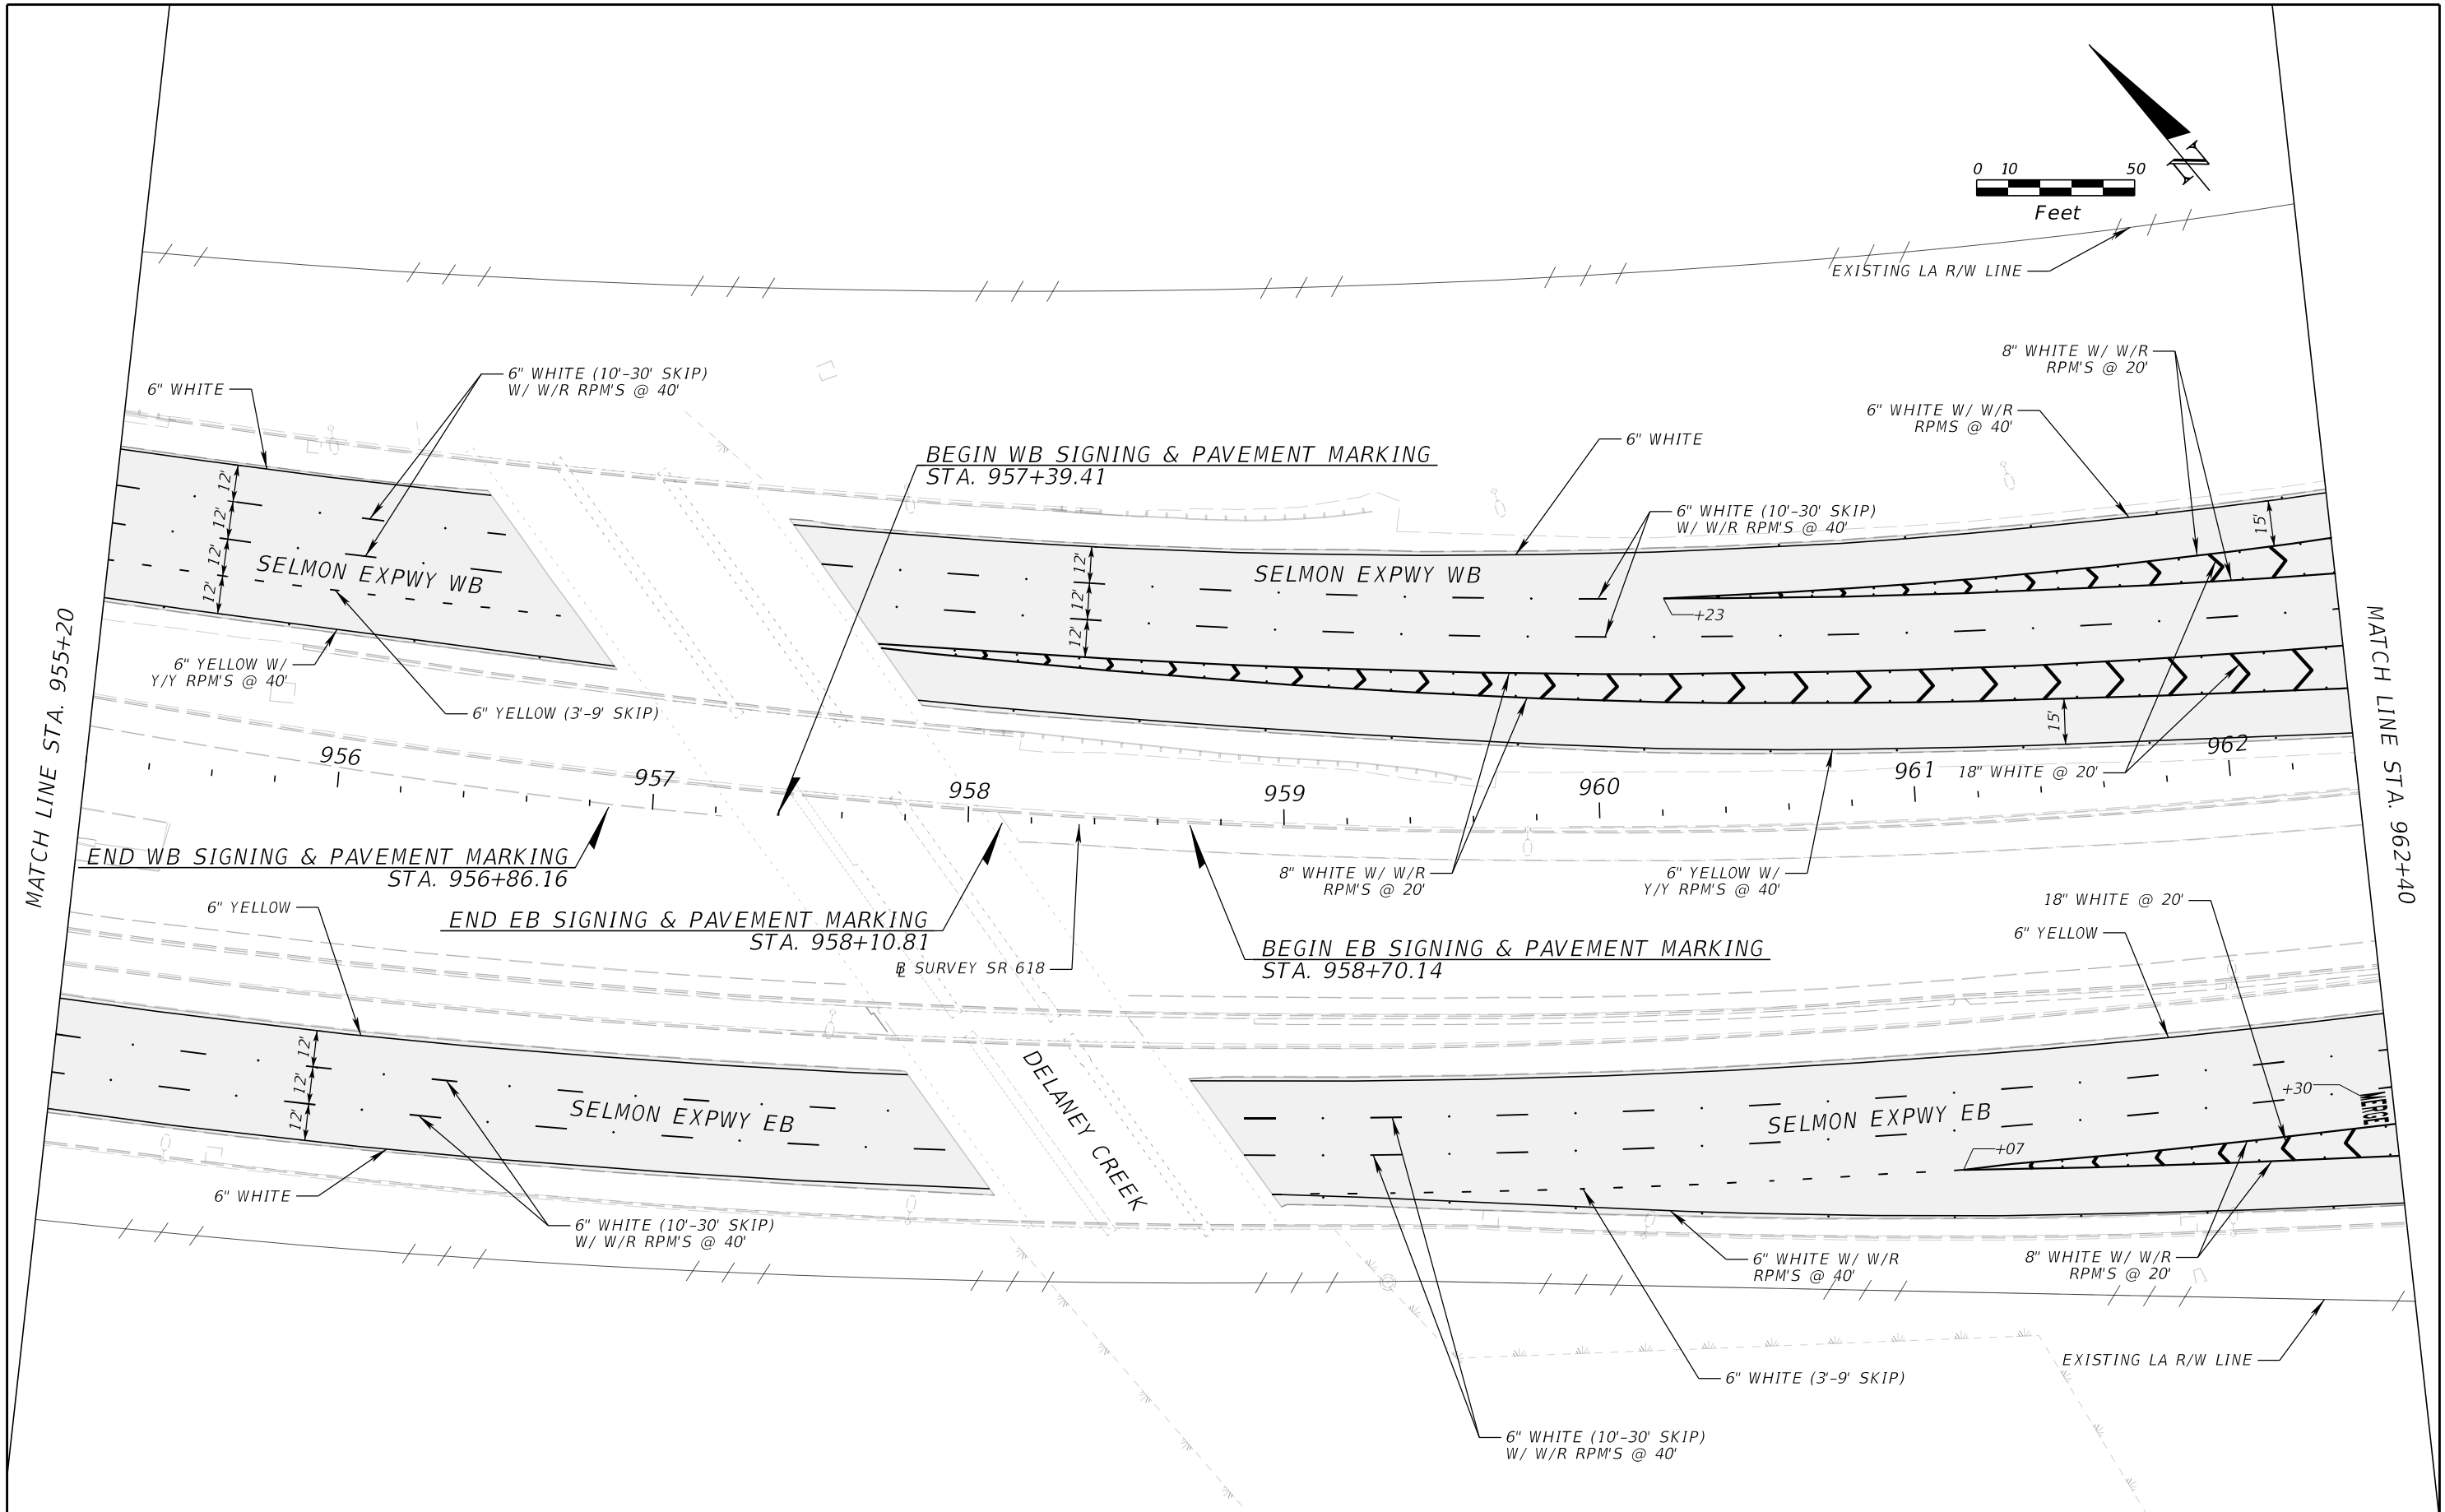 0 10 50
Feet
N
EXISTING LA R/W LINE
8" WHITE W/ W/R
RPM'S @ 20'
6" WHITE W/ W/R
RPMS @ 40'
6" WHITE
6" WHITE (10'-30' SKIP)
W/ W/R RPM'S @ 40'
BEGIN WB SIGNING & PAVEMENT MARKING
STA. 957+39.41
6" WHITE
6" WHITE (10'-30' SKIP)
W/ W/R RPM'S @ 40'
12'
12'
12'
12'
SELMON EXPWY WB
12'
12'
12'
SELMON EXPWY WB
15'
+23
6" YELLOW W/
Y/Y RPM'S @ 40'
6" YELLOW (3'-9' SKIP)
15'
MATCH LINE STA. 955+20
MATCH LINE STA. 962+40
956
957
958
959
960
961
962
18" WHITE @ 20'
END WB SIGNING & PAVEMENT MARKING
STA. 956+86.16
8" WHITE W/ W/R
RPM'S @ 20'
6" YELLOW W/
Y/Y RPM'S @ 40'
6" YELLOW
END EB SIGNING & PAVEMENT MARKING
STA. 958+10.81
BEGIN EB SIGNING & PAVEMENT MARKING
STA. 958+70.14
18" WHITE @ 20'
6" YELLOW
SURVEY SR 618
12'
12'
12'
SELMON EXPWY EB
DELANEY CREEK
SELMON EXPWY EB
+30
MERGE
+07
6" WHITE
6" WHITE (10'-30' SKIP)
W/ W/R RPM'S @ 40'
6" WHITE W/ W/R
RPM'S @ 40'
8" WHITE W/ W/R
RPM'S @ 20'
EXISTING LA R/W LINE
6" WHITE (3'-9' SKIP)
6" WHITE (10'-30' SKIP)
W/ W/R RPM'S @ 40'